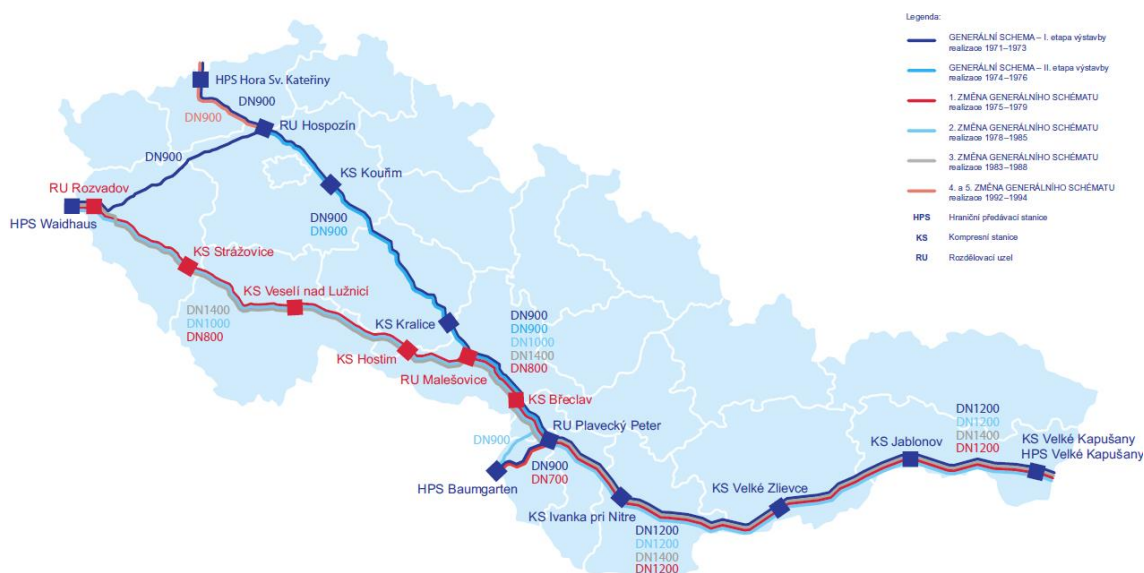 Legenda:
GENERÁLNÍ SCHEMA – I. etapa výstavby
realizace 1971–1973
GENERÁLNÍ SCHEMA – II. etapa výstavby
realizace 1974–1976
1. ZMĚNA GENERÁLNÍHO SCHÉMATU
realizace 1975–1979
2. ZMĚNA GENERÁLNÍHO SCHÉMATU
realizace 1978–1985
3. ZMĚNA GENERÁLNÍHO SCHÉMATU
realizace 1983–1988
4. a 5. ZMĚNA GENERÁLNÍHO SCHÉMATU
realizace 1992–1994
HPS Hraniční předávací stanice
KS Kompresní stanice
RU Rozdělovací uzel
HPS Hora Sv. Kateřiny
DN900
DN900
RU Hospozín
DN900
KS Kouřim
RU Rozvadov
HPS Waidhaus
DN900
DN900
KS Strážovice
KS Veselí nad Lužnicí
DN1400
DN1000
DN800
KS Kralice
DN900
DN900
DN1000
DN1400
DN800
KS Hostim
RU Malešovice
KS Břeclav
RU Plavecký Peter
DN900
DN900
DN700
HPS Baumgarten
KS Ivanka pri Nitre
DN1200
DN1200
DN1400
DN1200
KS Velké Zlievce
KS Jablonov
DN1200
DN1200
DN1400
DN1200
KS Velké Kapušany
HPS Velké Kapušany